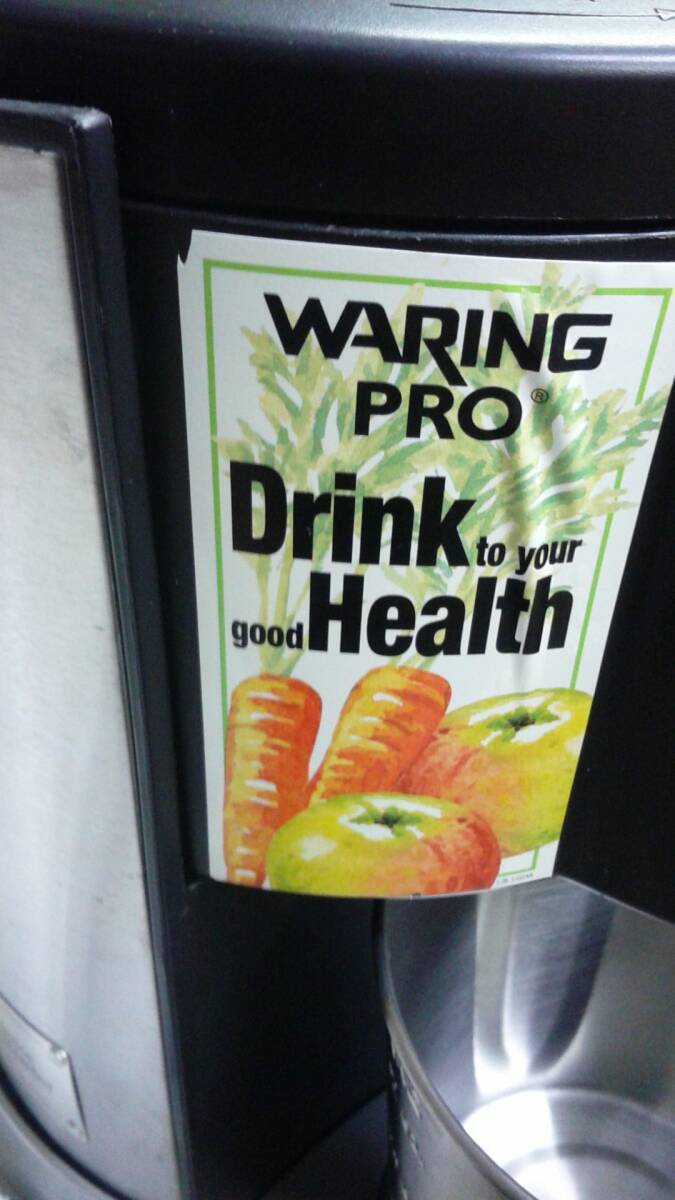 WARING
PRO®
Drink to your
good Health